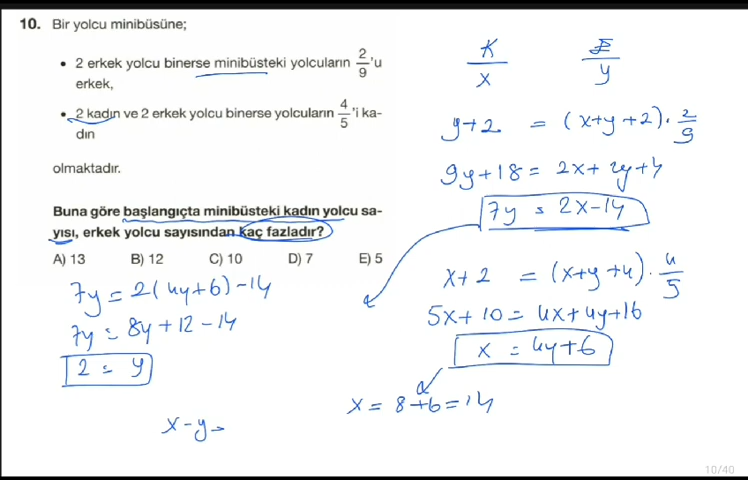 10. Bir yolcu minibüsüne;
• 2 erkek yolcu binerse minibüsteki yolcuların 2/9'u
erkek,
• 2 kadın ve 2 erkek yolcu binerse yolcuların 4/5'i ka-
dın
olmaktadır.
Buna göre başlangıçta minibüsteki kadın yolcu sa-
yısı, erkek yolcu sayısından kaç fazladır?
A) 13 B) 12 C) 10 D) 7 E) 5
7y = 2(4y+6)-14
7y = 8y+12-14
2 = y
x-y=
K E
x y
y+2 = (x+y+2).2/9
9y+18 = 2x+2y+4
7y = 2x-14
x+2 = (x+y+4).4/5
5x+10 = 4x+4y+16
x = 4y+6
x = 8+6=14
10/40